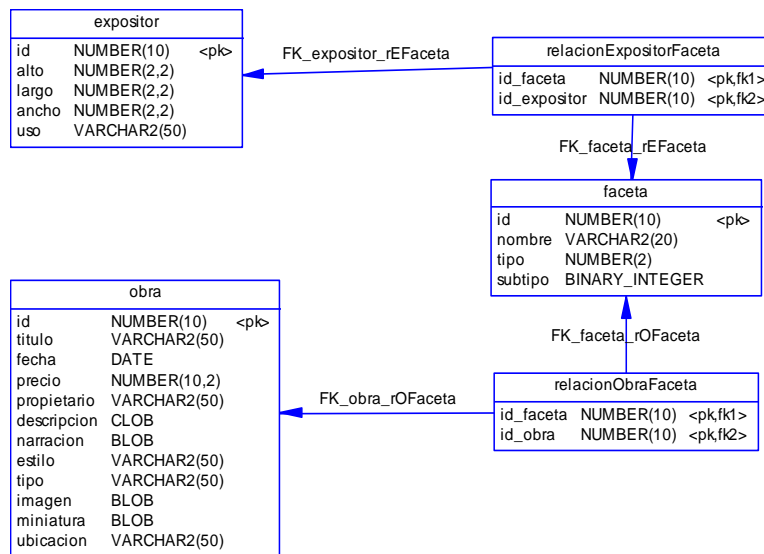 expositor
id NUMBER(10) <pk>
alto NUMBER(2,2)
largo NUMBER(2,2)
ancho NUMBER(2,2)
uso VARCHAR2(50)
FK_expositor_rEFaceta
relacionExpositorFaceta
id_faceta NUMBER(10) <pk,fk1>
id_expositor NUMBER(10) <pk,fk2>
FK_faceta_rEFaceta
faceta
id NUMBER(10) <pk>
nombre VARCHAR2(20)
tipo NUMBER(2)
subtipo BINARY_INTEGER
obra
id NUMBER(10) <pk>
titulo VARCHAR2(50)
fecha DATE
precio NUMBER(10,2)
propietario VARCHAR2(50)
descripcion CLOB
narracion BLOB
estilo VARCHAR2(50)
tipo VARCHAR2(50)
imagen BLOB
miniatura BLOB
ubicacion VARCHAR2(50)
FK_faceta_rOFaceta
FK_obra_rOFaceta
relacionObraFaceta
id_faceta NUMBER(10) <pk,fk1>
id_obra NUMBER(10) <pk,fk2>